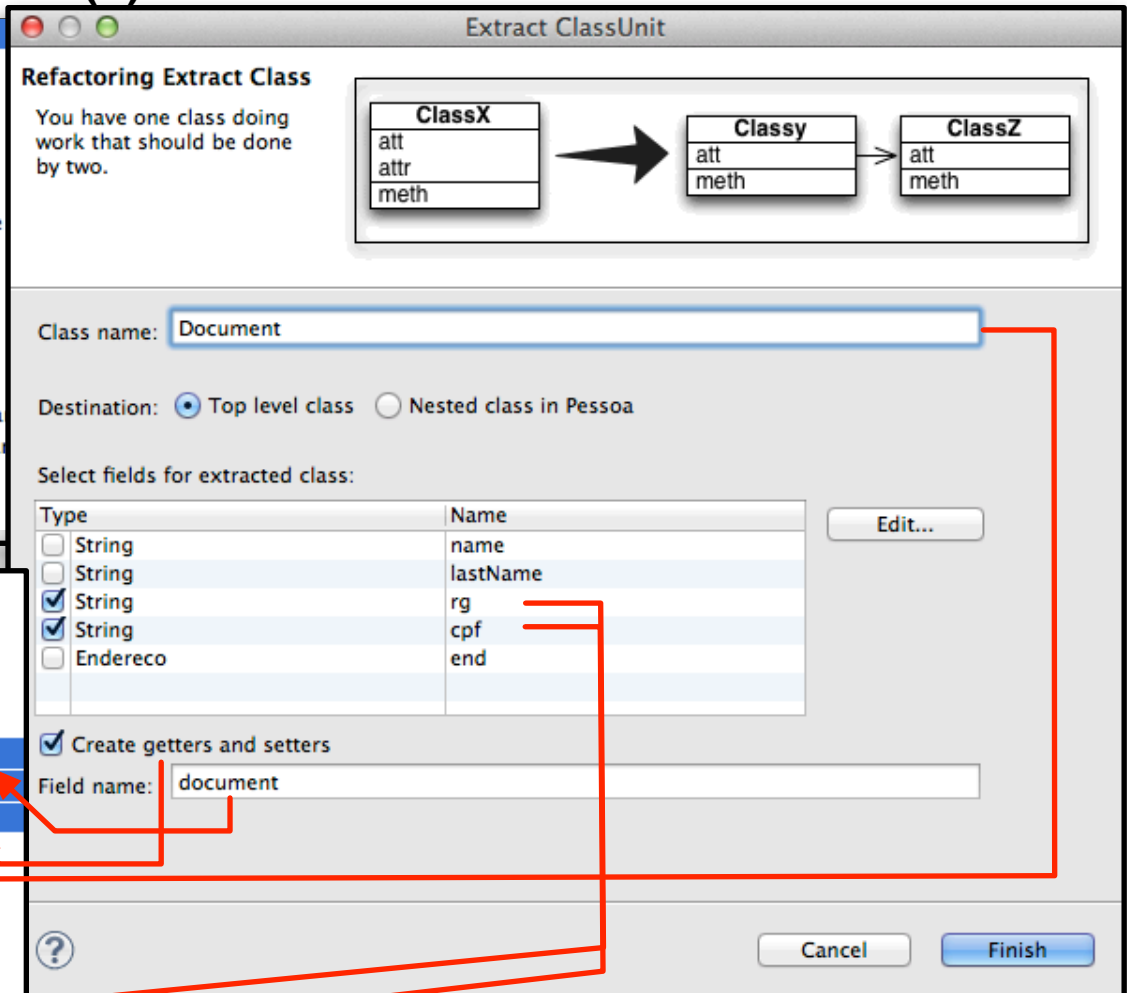 Extract ClassUnit
Refactoring Extract Class
You have one class doing
work that should be done
by two.
ClassX
att
attr
meth
Classy
att
meth
ClassZ
att
meth
Class name: Document
Destination: Top level class Nested class in Pessoa
Select fields for extracted class:
Type Name
String name
String lastName
String rg
String cpf
Endereco end
Edit...
Create getters and setters
Field name: document
?
Cancel Finish